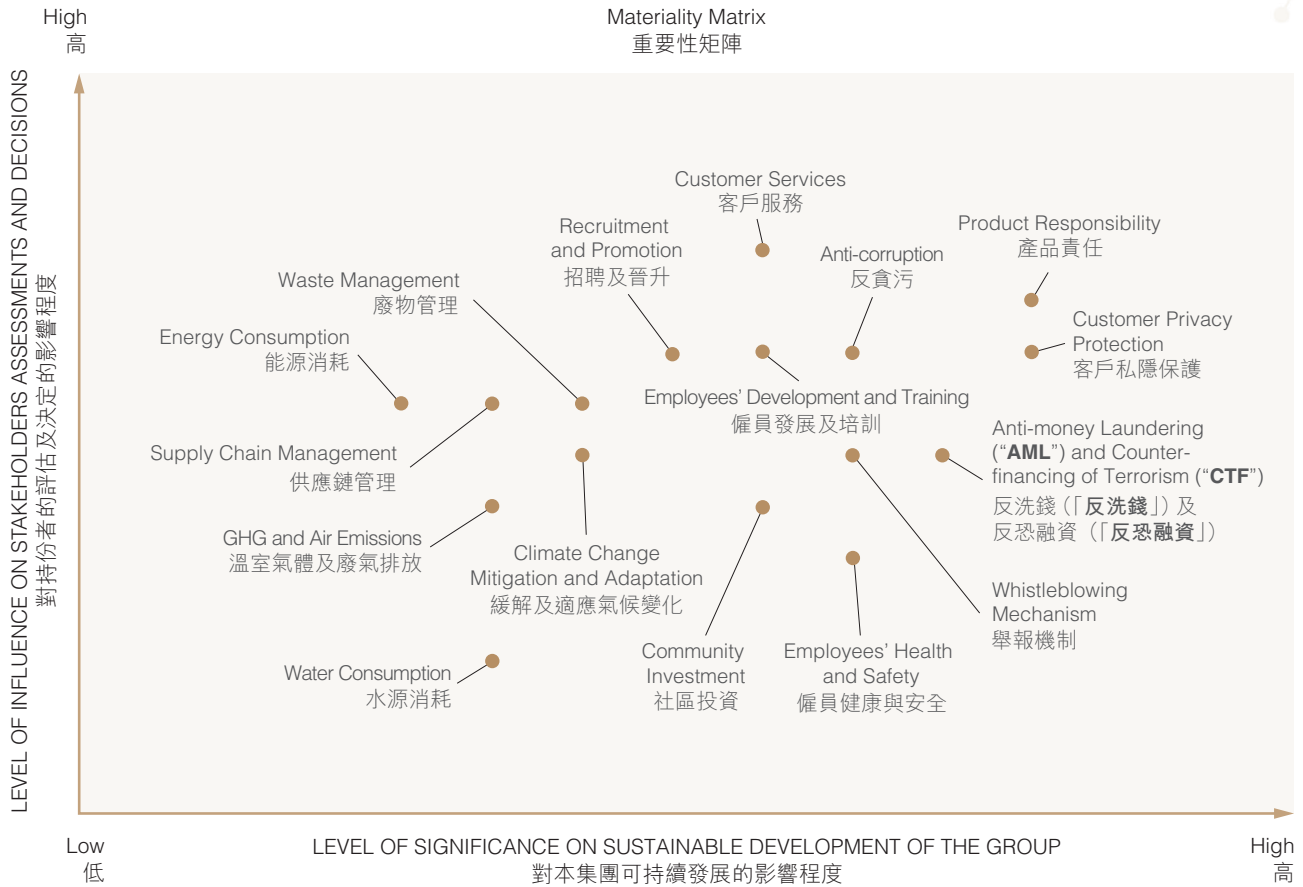 High
高
Materiality Matrix
重要性矩陣
LEVEL OF INFLUENCE ON STAKEHOLDERS ASSESSMENTS AND DECISIONS
對持份者的評估及決定的影響程度
Customer Services
客戶服務
Recruitment
and Promotion
招聘及晉升
Product Responsibility
產品責任
Anti-corruption
反貪污
Waste Management
廢物管理
Energy Consumption
能源消耗
Customer Privacy
Protection
客戶私隱保護
Employees' Development and Training
僱員發展及培訓
Supply Chain Management
供應鏈管理
Anti-money Laundering
(“AML”) and Counter-
financing of Terrorism (“CTF”)
反洗錢(「反洗錢」)及
反恐融資(「反恐融資」)
GHG and Air Emissions
溫室氣體及廢氣排放
Climate Change
Mitigation and Adaptation
緩解及適應氣候變化
Whistleblowing
Mechanism
舉報機制
Water Consumption
水源消耗
Community
Investment
社區投資
Employees' Health
and Safety
僱員健康與安全
Low
低
LEVEL OF SIGNIFICANCE ON SUSTAINABLE DEVELOPMENT OF THE GROUP
對本集團可持續發展的影響程度
High
高